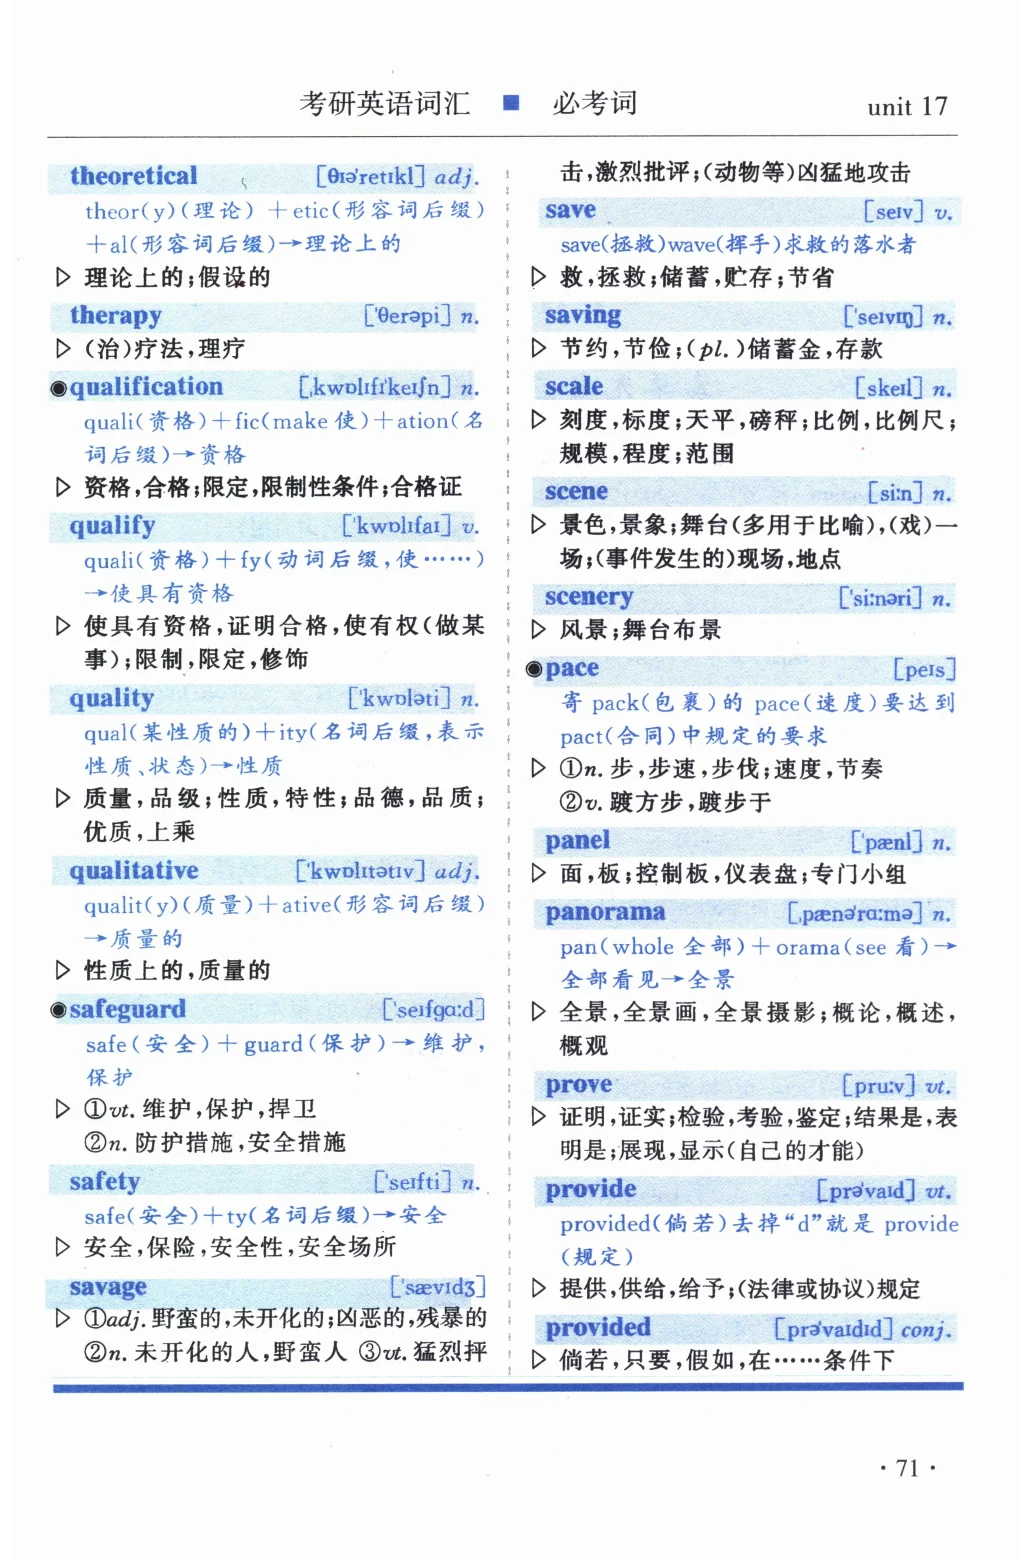 考研英语词汇 ■ 必考词 unit 17
theoretical [θɪə'retɪkl] adj.
theor(y)(理论)＋etic(形容词后缀)
＋al(形容词后缀)→理论上的
▷ 理论上的;假设的
therapy ['θerəpi] n.
▷ (治)疗法,理疗
◉qualification [ˌkwɒlɪfɪ'keɪʃn] n.
quali(资格)＋fic(make 使)＋ation(名
词后缀)→资格
▷ 资格,合格;限定,限制性条件;合格证
qualify ['kwɒlɪfaɪ] v.
quali(资格)＋fy(动词后缀,使……)
→使具有资格
▷ 使具有资格,证明合格,使有权(做某
事);限制,限定,修饰
quality ['kwɒləti] n.
qual(某性质的)＋ity(名词后缀,表示
性质、状态)→性质
▷ 质量,品级;性质,特性;品德,品质;
优质,上乘
qualitative ['kwɒlɪtətɪv] adj.
qualit(y)(质量)＋ative(形容词后缀)
→质量的
▷ 性质上的,质量的
◉safeguard ['seɪfɡɑːd]
safe(安全)＋guard(保护)→维护,
保护
▷ ①vt. 维护,保护,捍卫
②n. 防护措施,安全措施
safety ['seɪfti] n.
safe(安全)＋ty(名词后缀)→安全
▷ 安全,保险,安全性,安全场所
savage ['sævɪdʒ]
▷ ①adj. 野蛮的,未开化的;凶恶的,残暴的
②n. 未开化的人,野蛮人 ③vt. 猛烈抨
击,激烈批评;(动物等)凶猛地攻击
save [seɪv] v.
save(拯救)wave(挥手)求救的落水者
▷ 救,拯救;储蓄,贮存;节省
saving ['seɪvɪŋ] n.
▷ 节约,节俭;(pl.)储蓄金,存款
scale [skeɪl] n.
▷ 刻度,标度;天平,磅秤;比例,比例尺;
规模,程度;范围
scene [siːn] n.
▷ 景色,景象;舞台(多用于比喻),(戏)一
场;(事件发生的)现场,地点
scenery ['siːnəri] n.
▷ 风景;舞台布景
◉pace [peɪs]
寄 pack(包裹)的 pace(速度)要达到
pact(合同)中规定的要求
▷ ①n. 步,步速,步伐;速度,节奏
②v. 踱方步,踱步于
panel ['pænl] n.
▷ 面,板;控制板,仪表盘;专门小组
panorama [ˌpænə'rɑːmə] n.
pan(whole 全部)＋orama(see 看)→
全部看见→全景
▷ 全景,全景画,全景摄影;概论,概述,
概观
prove [pruːv] vt.
▷ 证明,证实;检验,考验,鉴定;结果是,表
明是;展现,显示(自己的才能)
provide [prə'vaɪd] vt.
provided(倘若)去掉“d”就是 provide
(规定)
▷ 提供,供给,给予;(法律或协议)规定
provided [prə'vaɪdɪd] conj.
▷ 倘若,只要,假如,在……条件下
·71·